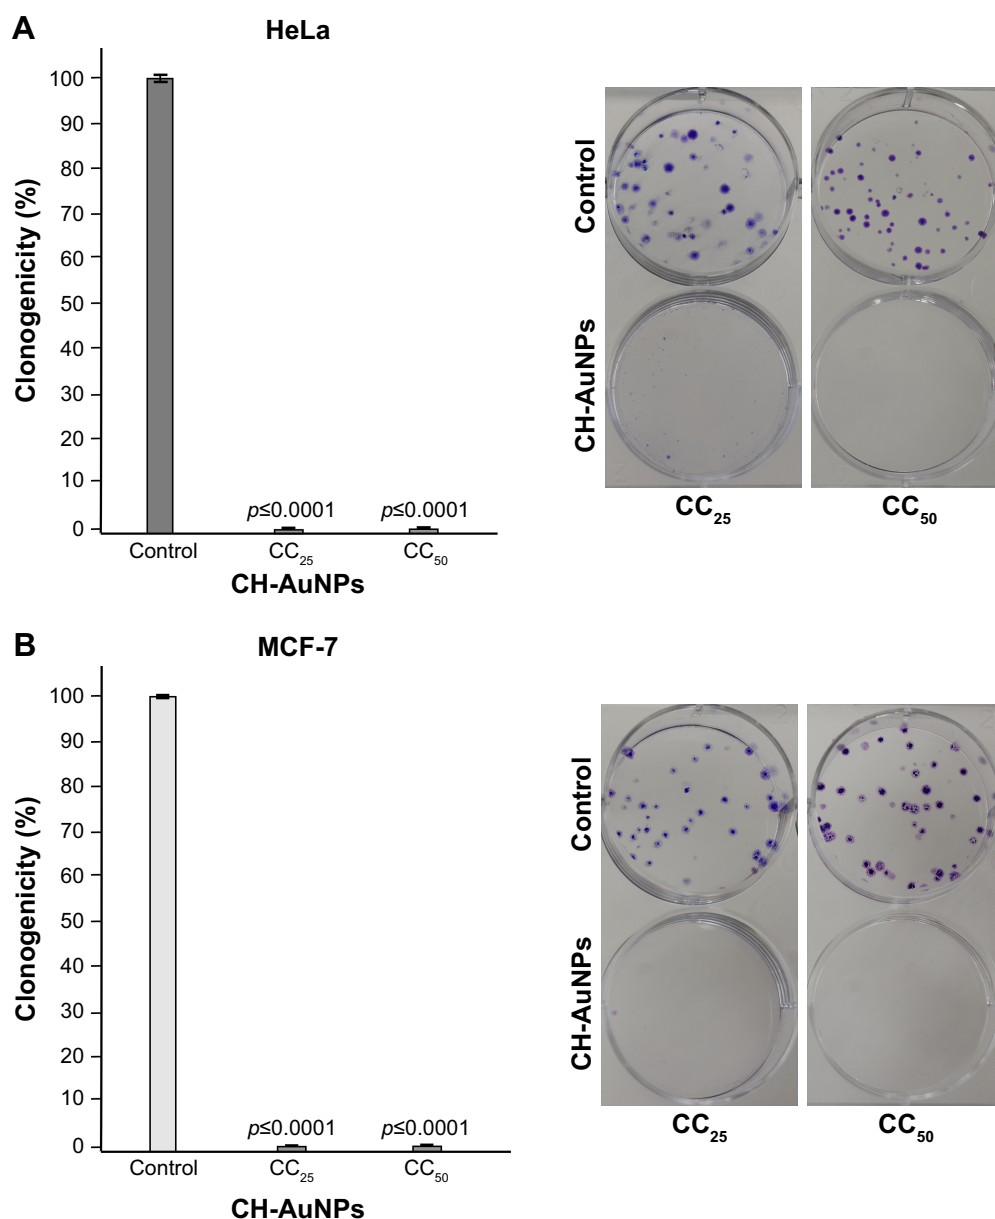 A
HeLa
Clonogenicity (%)
100
90
80
70
60
50
40
30
20
10
0
p≤0.0001
p≤0.0001
Control
CC25
CC50
CH-AuNPs
Control
CH-AuNPs
CC25
CC50
B
MCF-7
Clonogenicity (%)
100
90
80
70
60
50
40
30
20
10
0
p≤0.0001
p≤0.0001
Control
CC25
CC50
CH-AuNPs
Control
CH-AuNPs
CC25
CC50